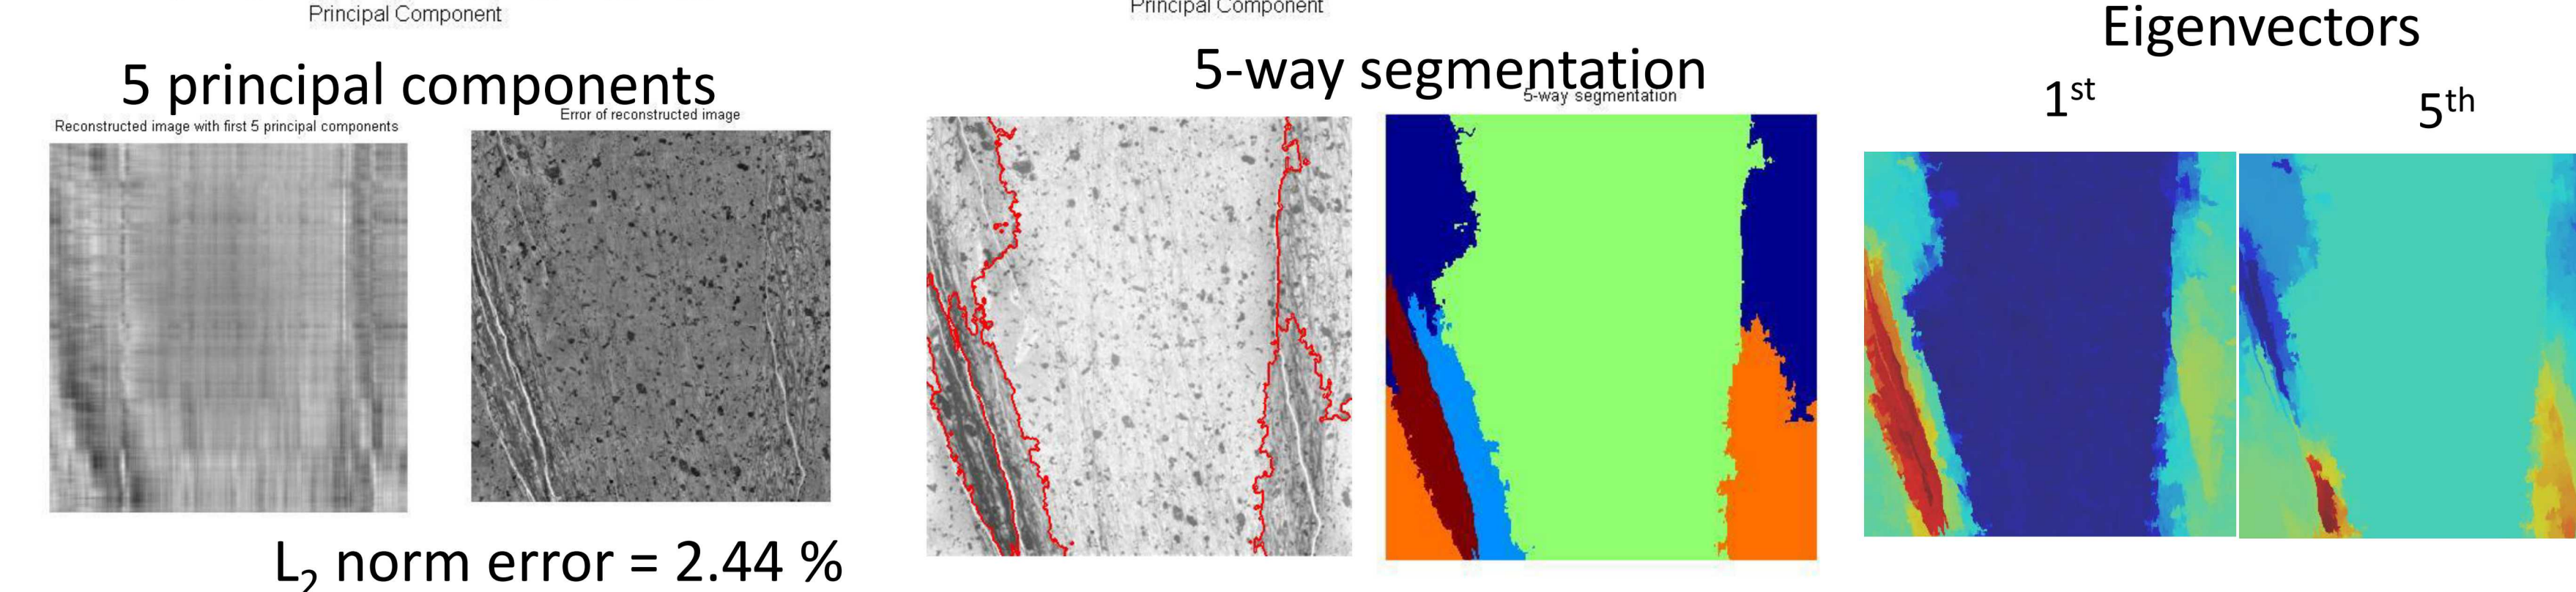 Principal Component
5 principal components
Reconstructed image with first 5 principal components
Error of reconstructed image
L2 norm error = 2.44 %
Principal Component
5-way segmentation
5-way segmentation
Eigenvectors
1st
5th